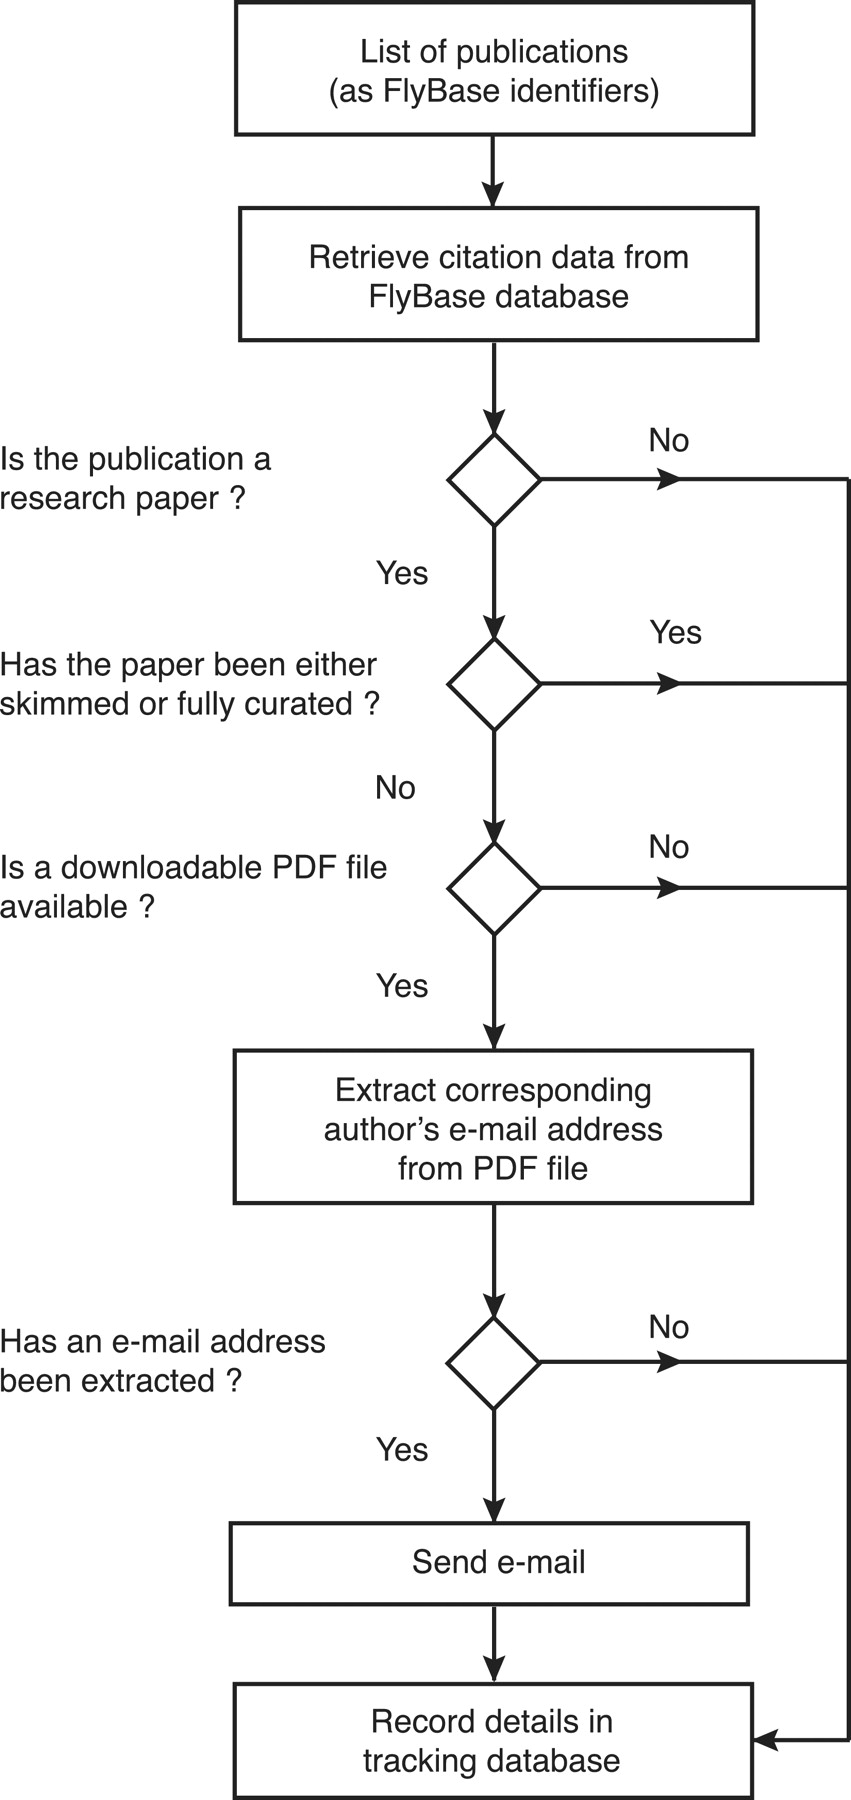 List of publications
(as FlyBase identifiers)
Retrieve citation data from
FlyBase database
Is the publication a
research paper ?
No
Yes
Has the paper been either
skimmed or fully curated ?
Yes
No
Is a downloadable PDF file
available ?
No
Yes
Extract corresponding
author’s e-mail address
from PDF file
Has an e-mail address
been extracted ?
No
Yes
Send e-mail
Record details in
tracking database